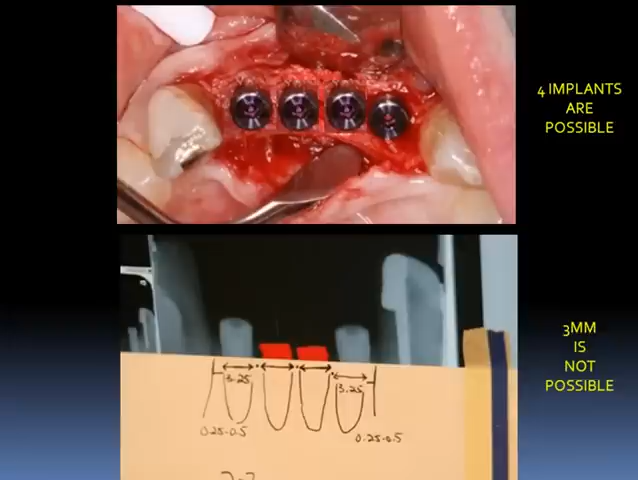 4 IMPLANTS
ARE
POSSIBLE
3MM
IS
NOT
POSSIBLE
3.25
3.25
0.25-0.5
0.25-0.5